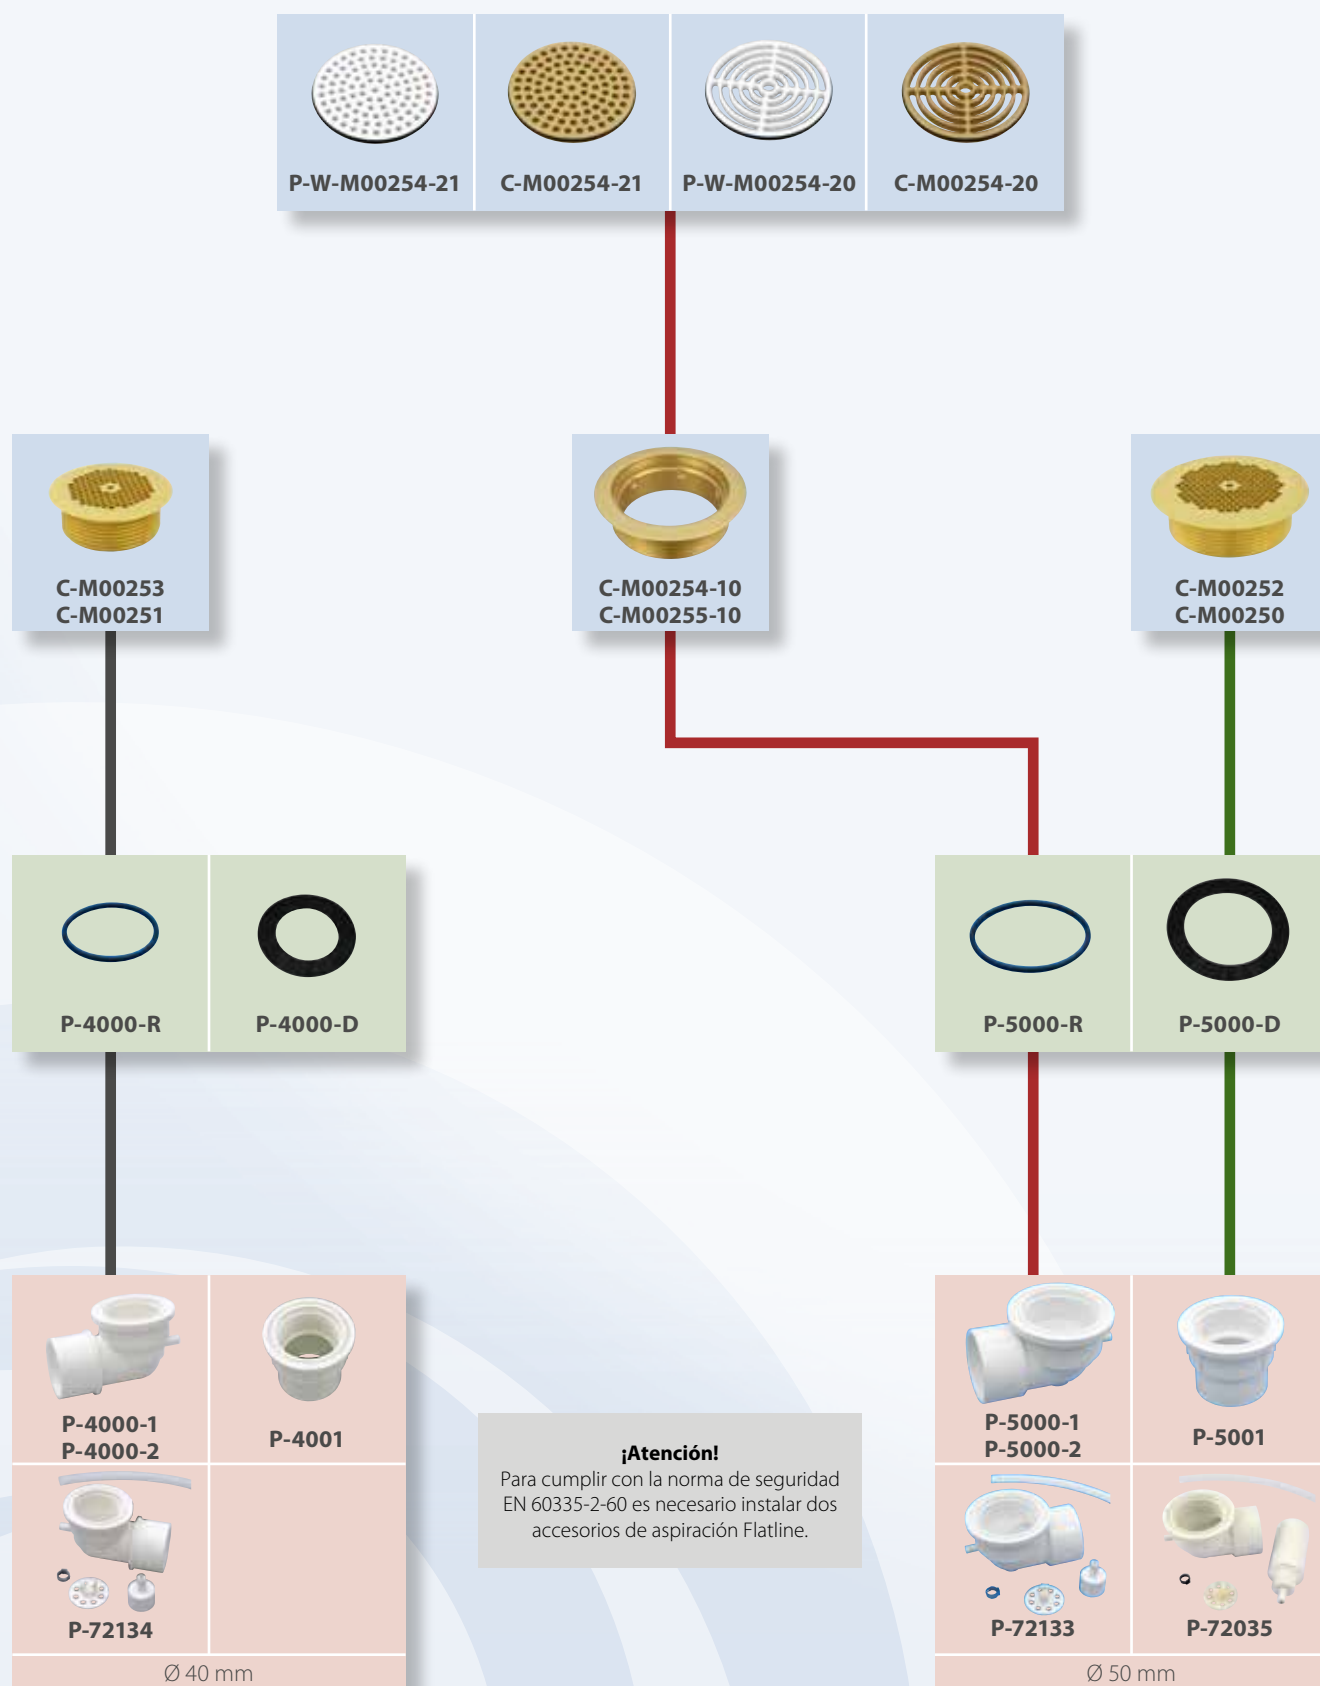 P-W-M00254-21
C-M00254-21
P-W-M00254-20
C-M00254-20
C-M00253
C-M00251
C-M00254-10
C-M00255-10
C-M00252
C-M00250
P-4000-R
P-4000-D
P-5000-R
P-5000-D
P-4000-1
P-4000-2
P-4001
P-72134
Ø 40 mm
¡Atención!
Para cumplir con la norma de seguridad
EN 60335-2-60 es necesario instalar dos
accesorios de aspiración Flatline.
P-5000-1
P-5000-2
P-5001
P-72133
P-72035
Ø 50 mm